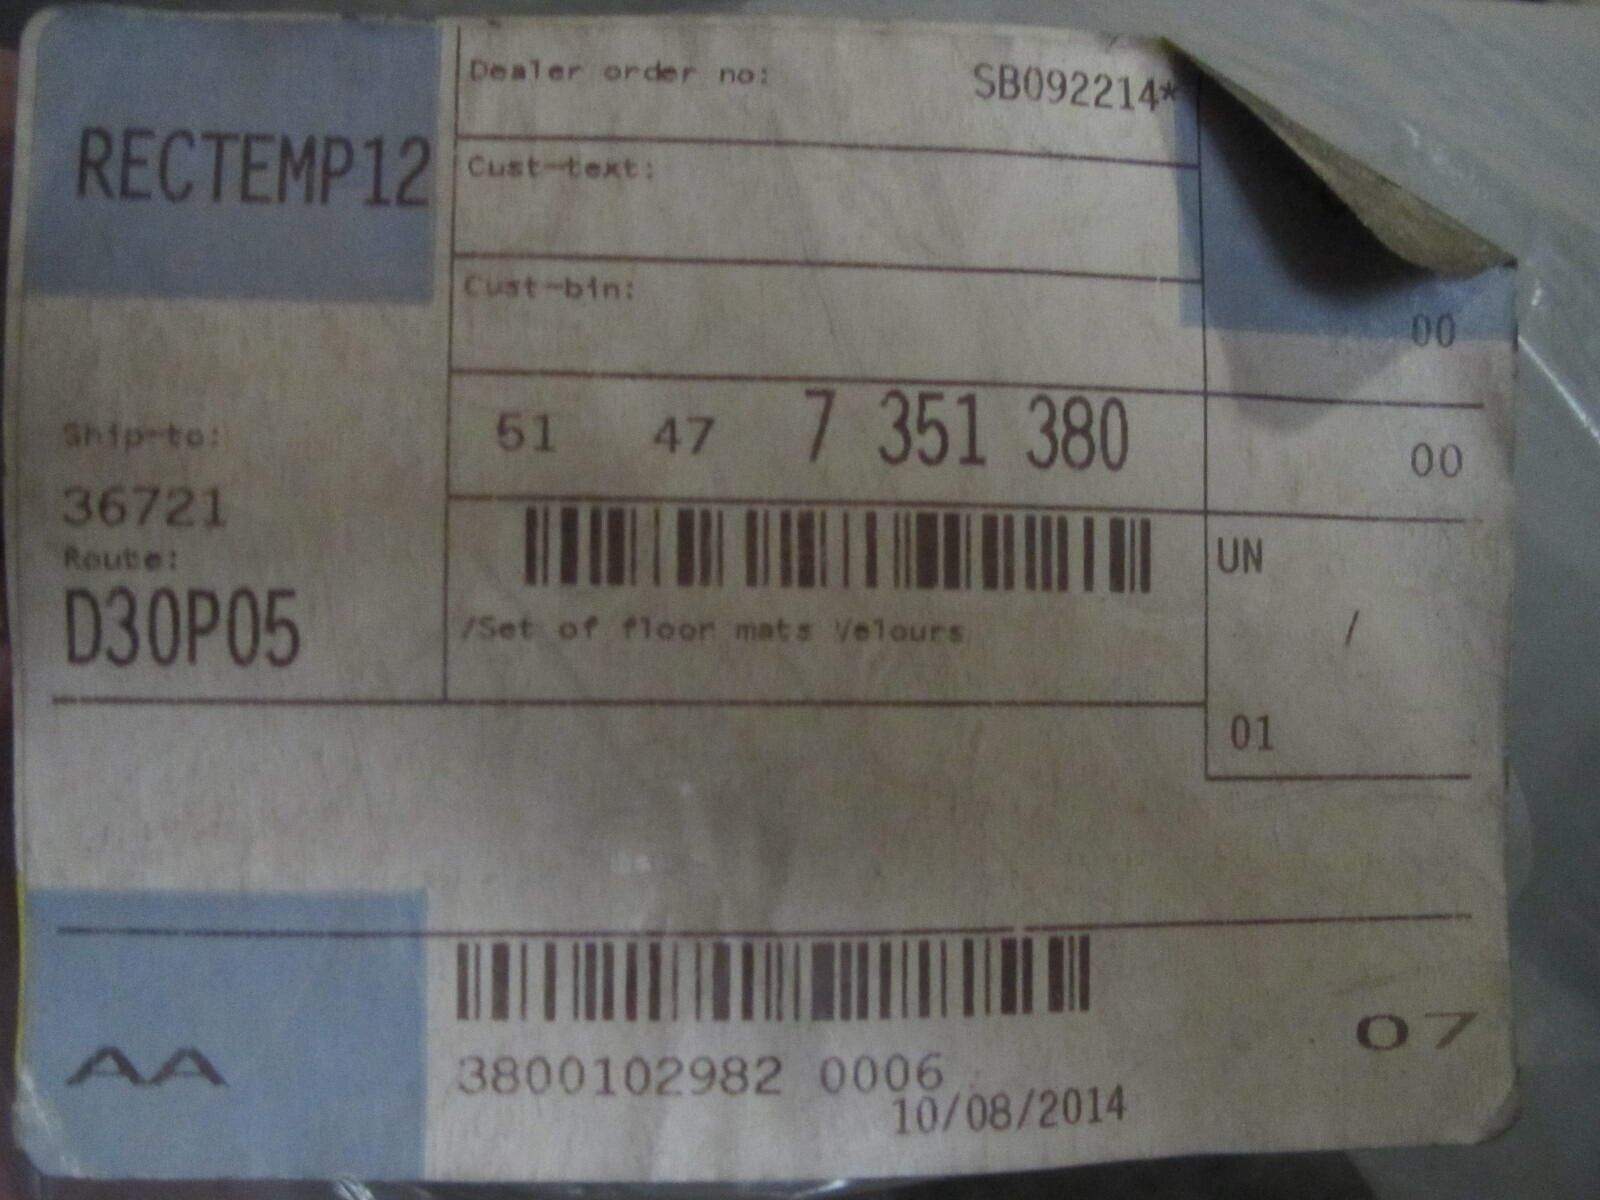 Dealer order no: SB092214*
RECTEMP12
Cust-text:
Cust-bin:
00
Ship-to:
51 47 7 351 380
00
36721
Route:
UN
D30P05
/Set of floor mats Velours
/
01
AA
3800102982 0006
07
10/08/2014